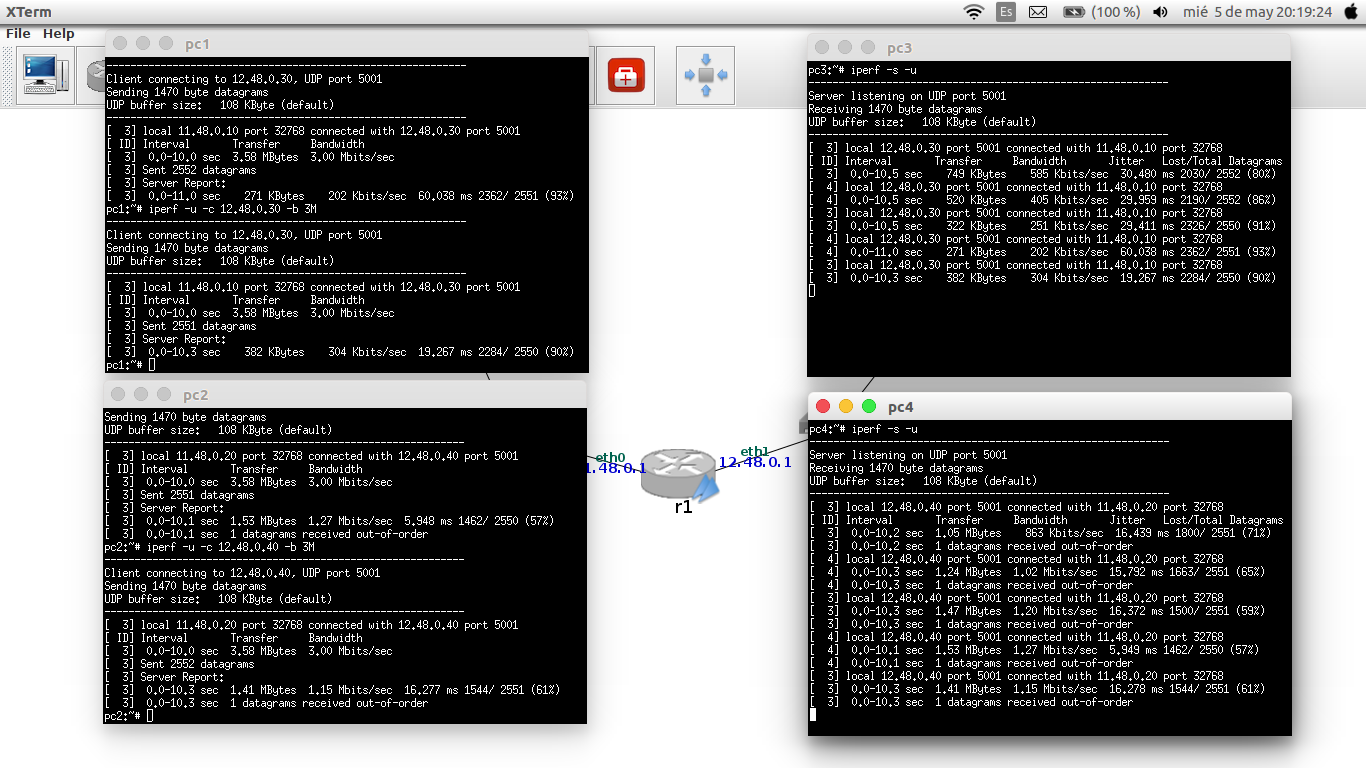 XTerm
Es
(100 %)
mié 5 de may 20:19:24
File Help
pc1
------------------------------------------------------------
Client connecting to 12.48.0.30, UDP port 5001
Sending 1470 byte datagrams
UDP buffer size:   108 KByte (default)
------------------------------------------------------------
[  3] local 11.48.0.10 port 32768 connected with 12.48.0.30 port 5001
[ ID] Interval       Transfer     Bandwidth
[  3]  0.0-10.0 sec  3.58 MBytes  3.00 Mbits/sec
[  3] Sent 2552 datagrams
[  3] Server Report:
[  3]  0.0-11.0 sec    271 KBytes    202 Kbits/sec  60.038 ms 2362/ 2551 (93%)
pc1:~# iperf -u -c 12.48.0.30 -b 3M
------------------------------------------------------------
Client connecting to 12.48.0.30, UDP port 5001
Sending 1470 byte datagrams
UDP buffer size:   108 KByte (default)
------------------------------------------------------------
[  3] local 11.48.0.10 port 32768 connected with 12.48.0.30 port 5001
[ ID] Interval       Transfer     Bandwidth
[  3]  0.0-10.0 sec  3.58 MBytes  3.00 Mbits/sec
[  3] Sent 2551 datagrams
[  3] Server Report:
[  3]  0.0-10.3 sec    382 KBytes    304 Kbits/sec  19.267 ms 2284/ 2550 (90%)
pc1:~#
pc2
Sending 1470 byte datagrams
UDP buffer size:   108 KByte (default)
------------------------------------------------------------
[  3] local 11.48.0.20 port 32768 connected with 12.48.0.40 port 5001
[ ID] Interval       Transfer     Bandwidth
[  3]  0.0-10.0 sec  3.58 MBytes  3.00 Mbits/sec
[  3] Sent 2551 datagrams
[  3] Server Report:
[  3]  0.0-10.1 sec  1.53 MBytes  1.27 Mbits/sec  5.948 ms 1462/ 2550 (57%)
[  3]  0.0-10.1 sec  1 datagrams received out-of-order
pc2:~# iperf -u -c 12.48.0.40 -b 3M
------------------------------------------------------------
Client connecting to 12.48.0.40, UDP port 5001
Sending 1470 byte datagrams
UDP buffer size:   108 KByte (default)
------------------------------------------------------------
[  3] local 11.48.0.20 port 32768 connected with 12.48.0.40 port 5001
[ ID] Interval       Transfer     Bandwidth
[  3]  0.0-10.0 sec  3.58 MBytes  3.00 Mbits/sec
[  3] Sent 2552 datagrams
[  3] Server Report:
[  3]  0.0-10.3 sec  1.41 MBytes  1.15 Mbits/sec  16.277 ms 1544/ 2551 (61%)
[  3]  0.0-10.3 sec  1 datagrams received out-of-order
pc2:~#
eth0
1.48.0.1
r1
eth1
12.48.0.1
pc3
pc3:~# iperf -s -u
------------------------------------------------------------
Server listening on UDP port 5001
Receiving 1470 byte datagrams
UDP buffer size:   108 KByte (default)
------------------------------------------------------------
[  3] local 12.48.0.30 port 5001 connected with 11.48.0.10 port 32768
[ ID] Interval       Transfer     Bandwidth       Jitter   Lost/Total Datagrams
[  3]  0.0-10.5 sec    749 KBytes    585 Kbits/sec  30.480 ms 2030/ 2552 (80%)
[  4] local 12.48.0.30 port 5001 connected with 11.48.0.10 port 32768
[  4]  0.0-10.5 sec    520 KBytes    405 Kbits/sec  29.959 ms 2190/ 2552 (86%)
[  3] local 12.48.0.30 port 5001 connected with 11.48.0.10 port 32768
[  3]  0.0-10.5 sec    322 KBytes    251 Kbits/sec  29.411 ms 2326/ 2550 (91%)
[  4] local 12.48.0.30 port 5001 connected with 11.48.0.10 port 32768
[  4]  0.0-11.0 sec    271 KBytes    202 Kbits/sec  60.038 ms 2362/ 2551 (93%)
[  3] local 12.48.0.30 port 5001 connected with 11.48.0.10 port 32768
[  3]  0.0-10.3 sec    382 KBytes    304 Kbits/sec  19.267 ms 2284/ 2550 (90%)
pc4
pc4:~# iperf -s -u
------------------------------------------------------------
Server listening on UDP port 5001
Receiving 1470 byte datagrams
UDP buffer size:   108 KByte (default)
------------------------------------------------------------
[  3] local 12.48.0.40 port 5001 connected with 11.48.0.20 port 32768
[ ID] Interval       Transfer     Bandwidth       Jitter   Lost/Total Datagrams
[  3]  0.0-10.2 sec  1.05 MBytes    863 Kbits/sec  16.439 ms 1800/ 2551 (71%)
[  3]  0.0-10.2 sec  1 datagrams received out-of-order
[  4] local 12.48.0.40 port 5001 connected with 11.48.0.20 port 32768
[  4]  0.0-10.3 sec  1.24 MBytes  1.02 Mbits/sec  15.792 ms 1663/ 2551 (65%)
[  4]  0.0-10.3 sec  1 datagrams received out-of-order
[  3] local 12.48.0.40 port 5001 connected with 11.48.0.20 port 32768
[  3]  0.0-10.3 sec  1.47 MBytes  1.20 Mbits/sec  16.372 ms 1500/ 2551 (59%)
[  3]  0.0-10.3 sec  1 datagrams received out-of-order
[  4] local 12.48.0.40 port 5001 connected with 11.48.0.20 port 32768
[  4]  0.0-10.1 sec  1.53 MBytes  1.27 Mbits/sec  5.949 ms 1462/ 2550 (57%)
[  4]  0.0-10.1 sec  1 datagrams received out-of-order
[  3] local 12.48.0.40 port 5001 connected with 11.48.0.20 port 32768
[  3]  0.0-10.3 sec  1.41 MBytes  1.15 Mbits/sec  16.278 ms 1544/ 2551 (61%)
[  3]  0.0-10.3 sec  1 datagrams received out-of-order